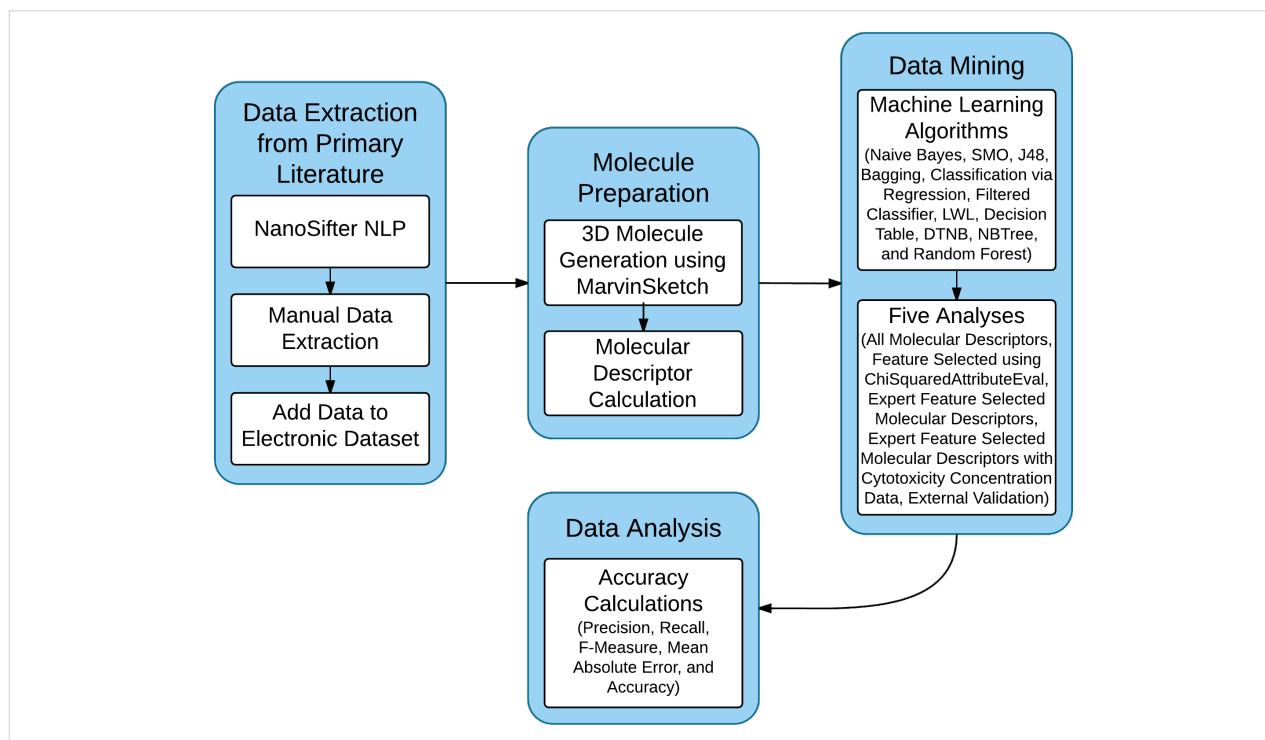 Data Extraction
from Primary
Literature
NanoSifter NLP
Manual Data
Extraction
Add Data to
Electronic Dataset
Molecule
Preparation
3D Molecule
Generation using
MarvinSketch
Molecular
Descriptor
Calculation
Data Mining
Machine Learning
Algorithms
(Naive Bayes, SMO, J48,
Bagging, Classification via
Regression, Filtered
Classifier, LWL, Decision
Table, DTNB, NBTree,
and Random Forest)
Five Analyses
(All Molecular Descriptors,
Feature Selected using
ChiSquaredAttributeEval,
Expert Feature Selected
Molecular Descriptors,
Expert Feature Selected
Molecular Descriptors with
Cytotoxicity Concentration
Data, External Validation)
Data Analysis
Accuracy
Calculations
(Precision, Recall,
F-Measure, Mean
Absolute Error, and
Accuracy)